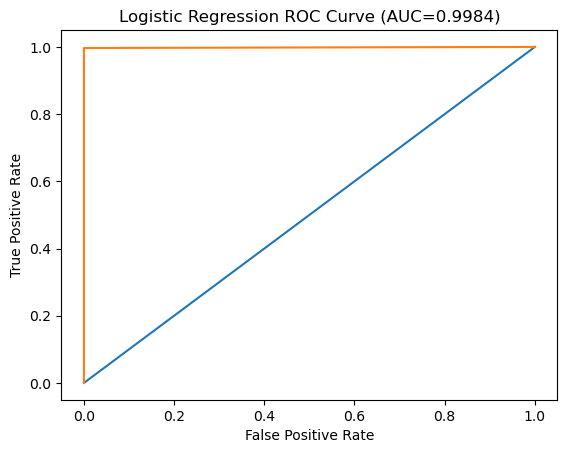 Logistic Regression ROC Curve (AUC=0.9984)
True Positive Rate
1.0
0.8
0.6
0.4
0.2
0.0
0.0 0.2 0.4 0.6 0.8 1.0
False Positive Rate